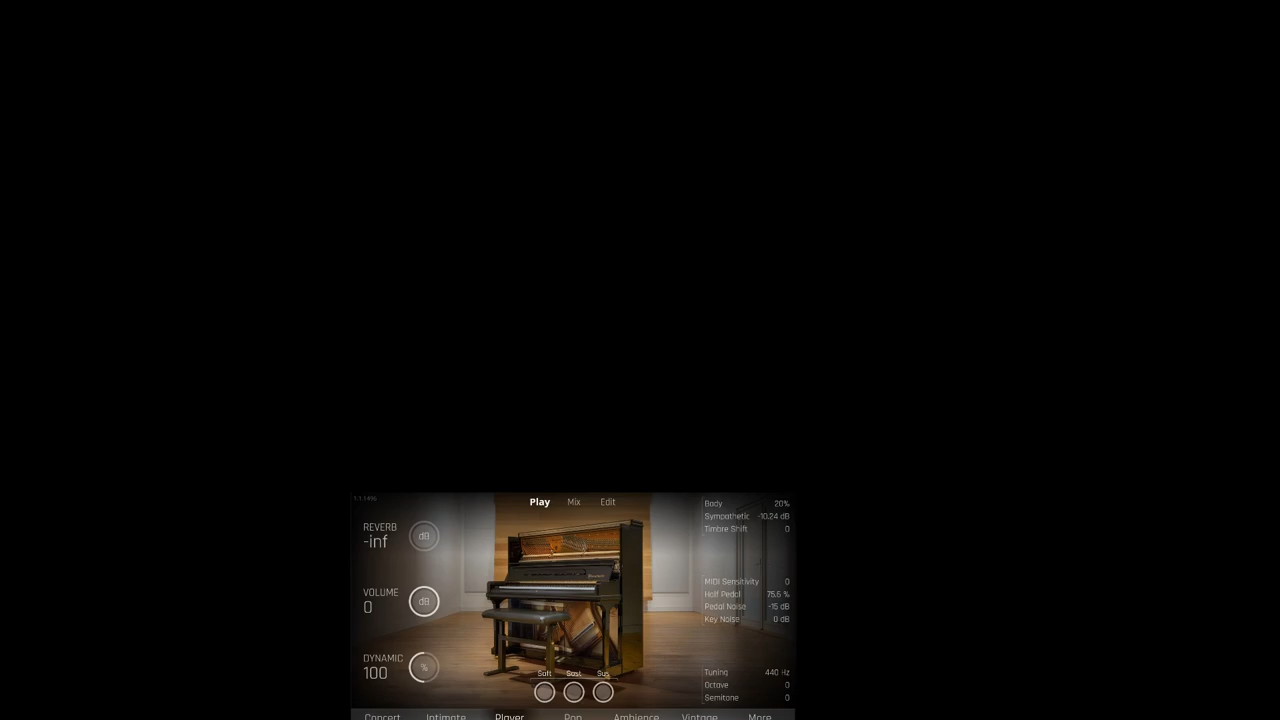 1.1.1496
Play Mix Edit
REVERB
-inf
dB
VOLUME
0
dB
DYNAMIC
100
%
Soft Sost Sus
Body 20%
Sympathetic -10.24 dB
Timbre Shift 0
MIDI Sensitivity 0
Half Pedal 75.6 %
Pedal Noise -15 dB
Key Noise 0 dB
Tuning 440 Hz
Octave 0
Semitone 0
Concert Intimate Player Pop Ambience Vintage More